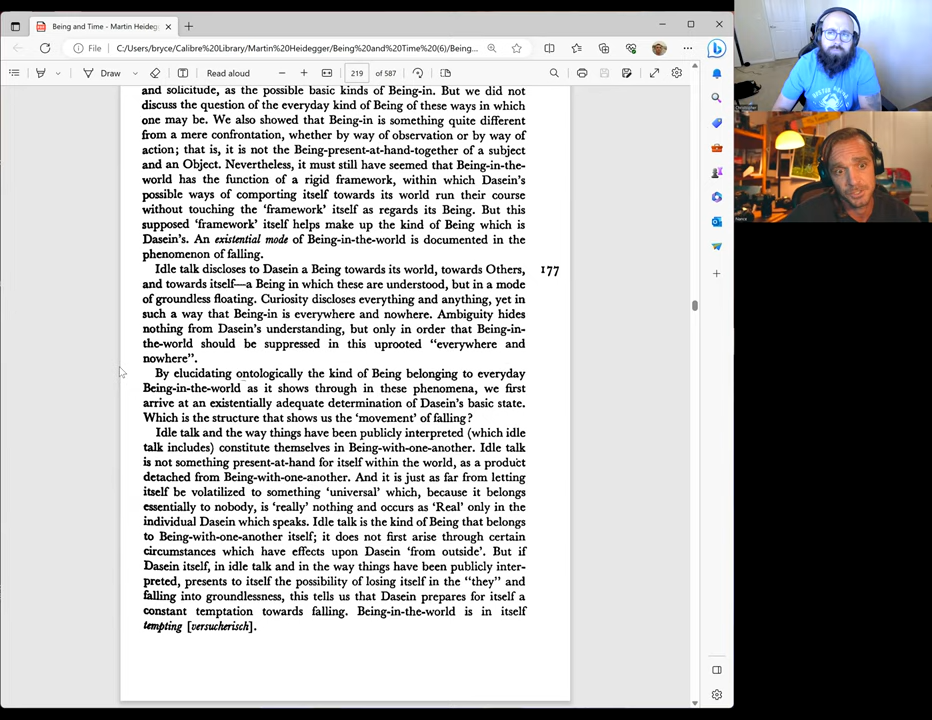 Being and Time - Martin Heideg
File
C:/Users/bryce/Calibre%20Library/Martin%20Heidegger/Being%20and%20Time%20(6)/Being...
Draw
Read aloud
219 of 587
and solicitude, as the possible basic kinds of Being-in. But we did not
discuss the question of the everyday kind of Being of these ways in which
one may be. We also showed that Being-in is something quite different
from a mere confrontation, whether by way of observation or by way of
action; that is, it is not the Being-present-at-hand-together of a subject
and an Object. Nevertheless, it must still have seemed that Being-in-the-
world has the function of a rigid framework, within which Dasein's
possible ways of comporting itself towards its world run their course
without touching the 'framework' itself as regards its Being. But this
supposed 'framework' itself helps make up the kind of Being which is
Dasein's. An existential mode of Being-in-the-world is documented in the
phenomenon of falling.
Idle talk discloses to Dasein a Being towards its world, towards Others, 177
and towards itself—a Being in which these are understood, but in a mode
of groundless floating. Curiosity discloses everything and anything, yet in
such a way that Being-in is everywhere and nowhere. Ambiguity hides
nothing from Dasein's understanding, but only in order that Being-in-
the-world should be suppressed in this uprooted "everywhere and
nowhere".
By elucidating ontologically the kind of Being belonging to everyday
Being-in-the-world as it shows through in these phenomena, we first
arrive at an existentially adequate determination of Dasein's basic state.
Which is the structure that shows us the 'movement' of falling?
Idle talk and the way things have been publicly interpreted (which idle
talk includes) constitute themselves in Being-with-one-another. Idle talk
is not something present-at-hand for itself within the world, as a product
detached from Being-with-one-another. And it is just as far from letting
itself be volatilized to something 'universal' which, because it belongs
essentially to nobody, is 'really' nothing and occurs as 'Real' only in the
individual Dasein which speaks. Idle talk is the kind of Being that belongs
to Being-with-one-another itself; it does not first arise through certain
circumstances which have effects upon Dasein 'from outside'. But if
Dasein itself, in idle talk and in the way things have been publicly inter-
preted, presents to itself the possibility of losing itself in the "they" and
falling into groundlessness, this tells us that Dasein prepares for itself a
constant temptation towards falling. Being-in-the-world is in itself
tempting [versucherisch].